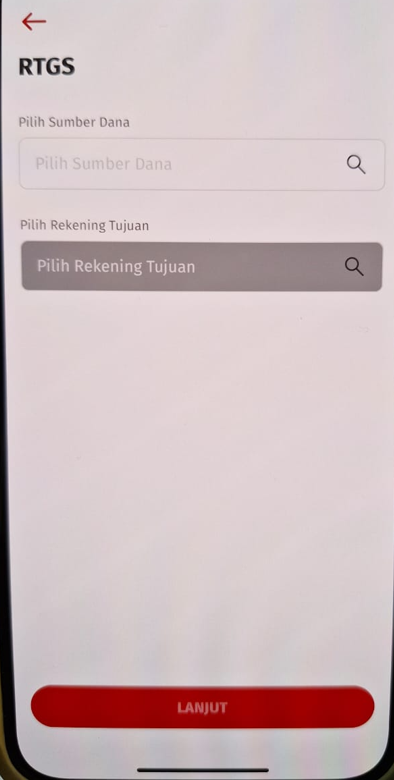 RTGS
Pilih Sumber Dana
Pilih Sumber Dana
Pilih Rekening Tujuan
Pilih Rekening Tujuan
LANJUT